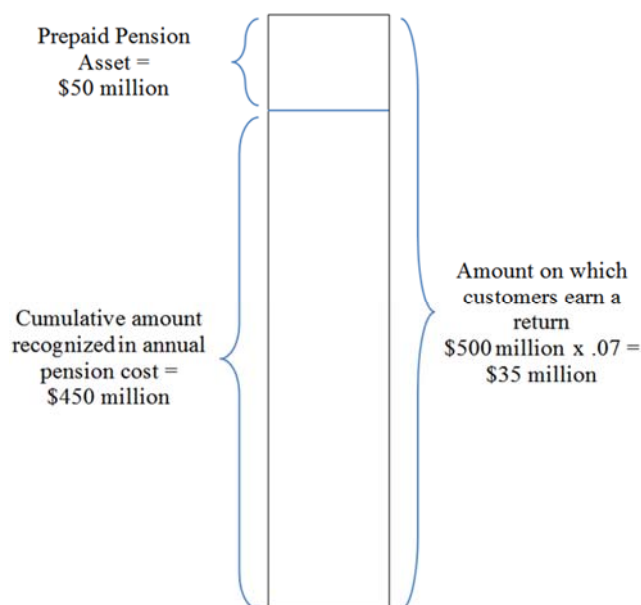 Prepaid Pension
Asset =
$50 million
Cumulative amount
recognized in annual
pension cost =
$450 million
Amount on which
customers earn a
return
$500 million x .07 =
$35 million